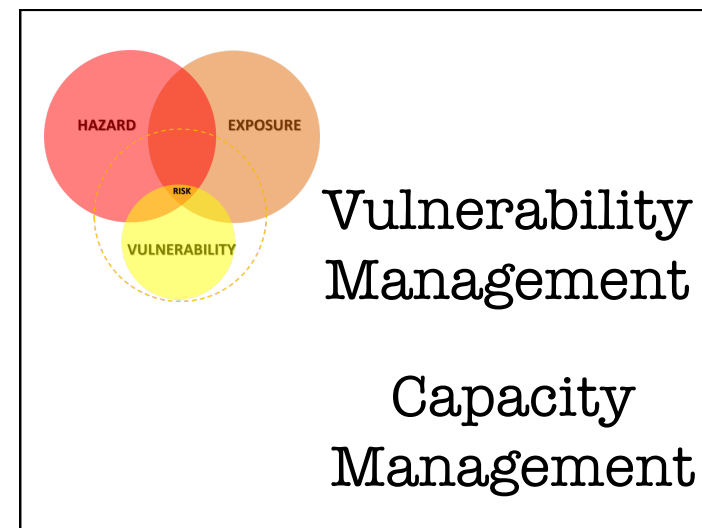 HAZARD
EXPOSURE
RISK
VULNERABILITY
Vulnerability
Management
Capacity
Management